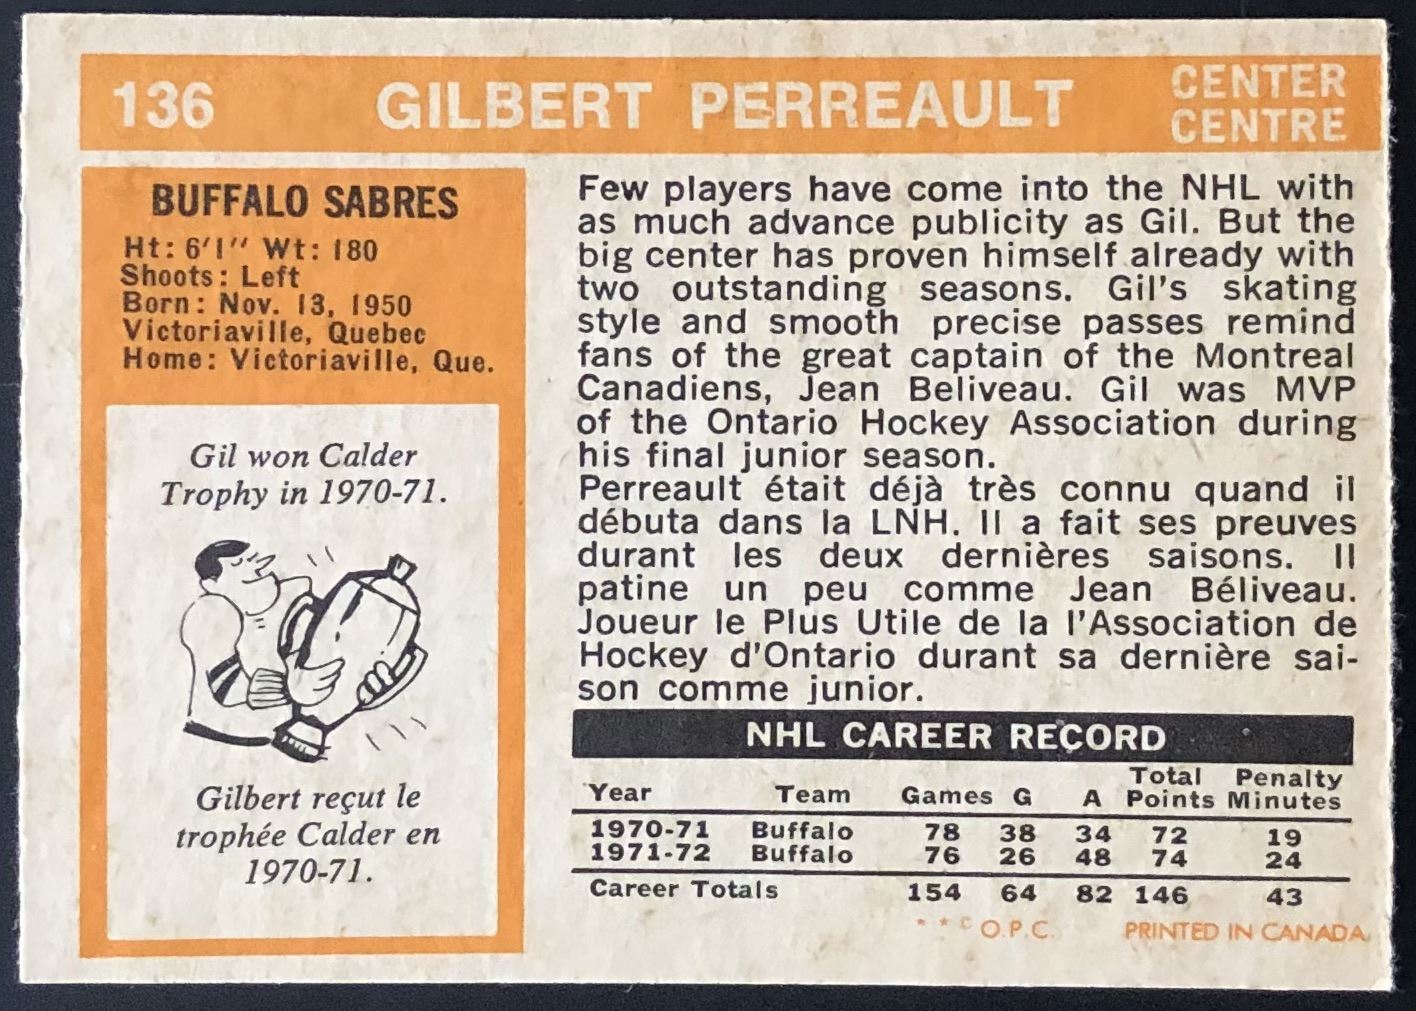 136 GILBERT PERREAULT CENTER
CENTRE
BUFFALO SABRES
Ht: 6'1" Wt: 180
Shoots: Left
Born: Nov. 13, 1950
Victoriaville, Quebec
Home: Victoriaville, Que.
Gil won Calder
Trophy in 1970-71.
Gilbert reçut le
trophée Calder en
1970-71.
Few players have come into the NHL with
as much advance publicity as Gil. But the
big center has proven himself already with
two outstanding seasons. Gil's skating
style and smooth precise passes remind
fans of the great captain of the Montreal
Canadiens, Jean Beliveau. Gil was MVP
of the Ontario Hockey Association during
his final junior season.
Perreault était déjà très connu quand il
débuta dans la LNH. Il a fait ses preuves
durant les deux dernières saisons. Il
patine un peu comme Jean Béliveau.
Joueur le Plus Utile de la l'Association de
Hockey d'Ontario durant sa dernière sai-
son comme junior.
NHL CAREER RECORD
Year Team Games G A Total Points Penalty Minutes
1970-71 Buffalo 78 38 34 72 19
1971-72 Buffalo 76 26 48 74 24
Career Totals 154 64 82 146 43
* * © O.P.C. PRINTED IN CANADA